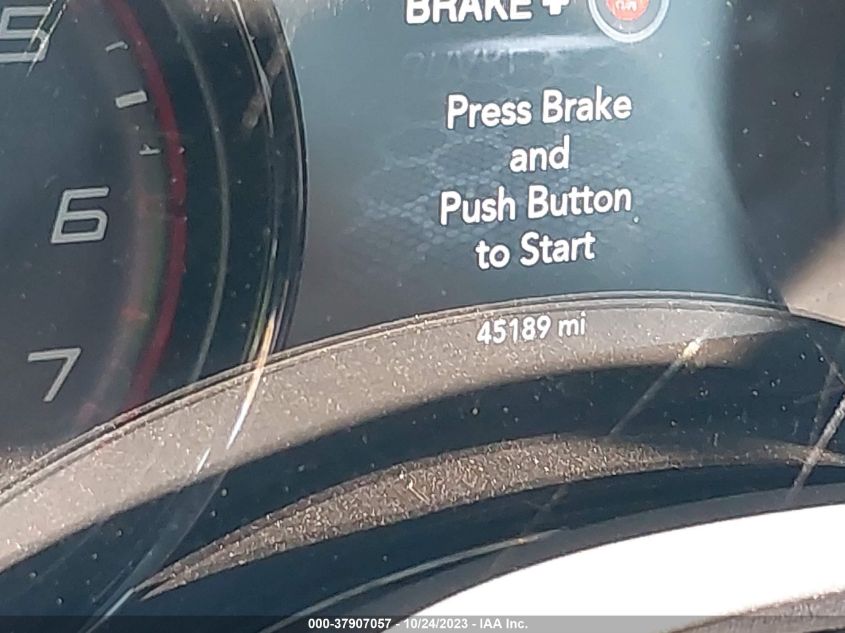 5
BRAKE +
Press Brake
and
6
Push Button
to Start
45189 mi
7
000-37907057 - 10/24/2023 - IAA Inc.